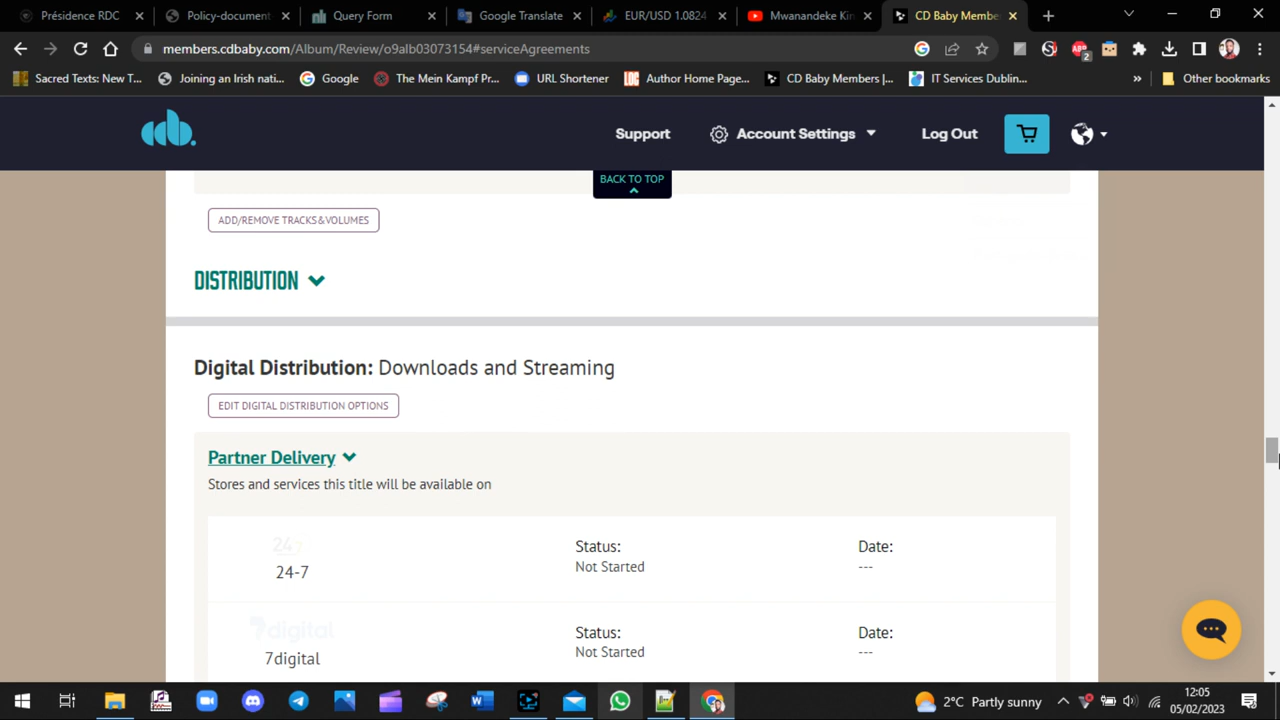 Présidence RDC
Policy-document
Query Form
Google Translate
EUR/USD 1.0824
Mwanandeke Kin
CD Baby Membe
members.cdbaby.com/Album/Review/o9alb03073154#serviceAgreements
Sacred Texts: New T...
Joining an Irish nati...
Google
The Mein Kampf Pr...
URL Shortener
Author Home Page...
CD Baby Members |...
IT Services Dublin...
Other bookmarks
Support
Account Settings
Log Out
BACK TO TOP
ADD/REMOVE TRACKS&VOLUMES
DISTRIBUTION
Digital Distribution: Downloads and Streaming
EDIT DIGITAL DISTRIBUTION OPTIONS
Partner Delivery
Stores and services this title will be available on
24-7
Status:
Not Started
Date:
---
7digital
7digital
Status:
Not Started
Date:
---
2°C Partly sunny
12:05
05/02/2023